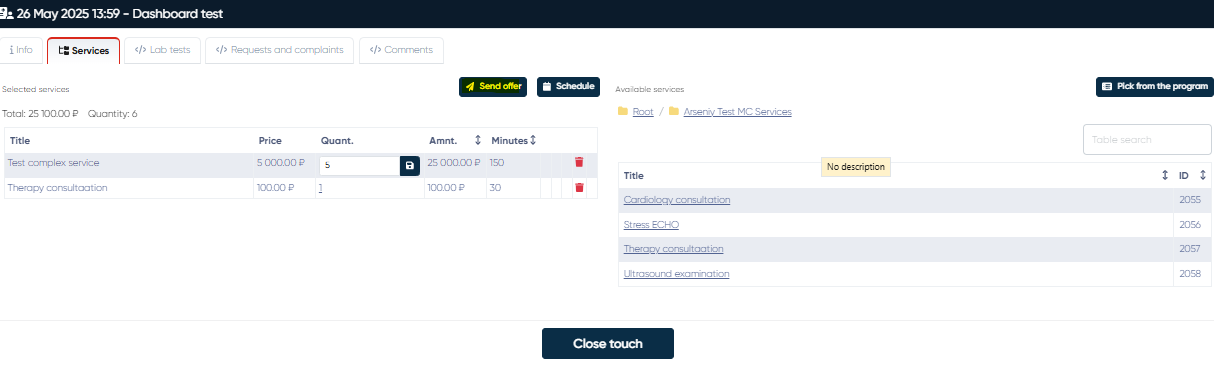 26 May 2025 13:59 - Dashboard test
Info
Services
</> Lab tests
</> Requests and complaints
</> Comments
Selected services
Send offer
Schedule
Total: 25 100.00 ₽ Quantity: 6
Title Price Quant. Amnt. Minutes
Test complex service 5 000.00 ₽ 5 25 000.00 ₽ 150
Therapy consultaation 100.00 ₽ 1 100.00 ₽ 30
Available services
Pick from the program
Root / Arseniy Test MC Services
Table search
No description
Title ID
Cardiology consultation 2055
Stress ECHO 2056
Therapy consultaation 2057
Ultrasound examination 2058
Close touch